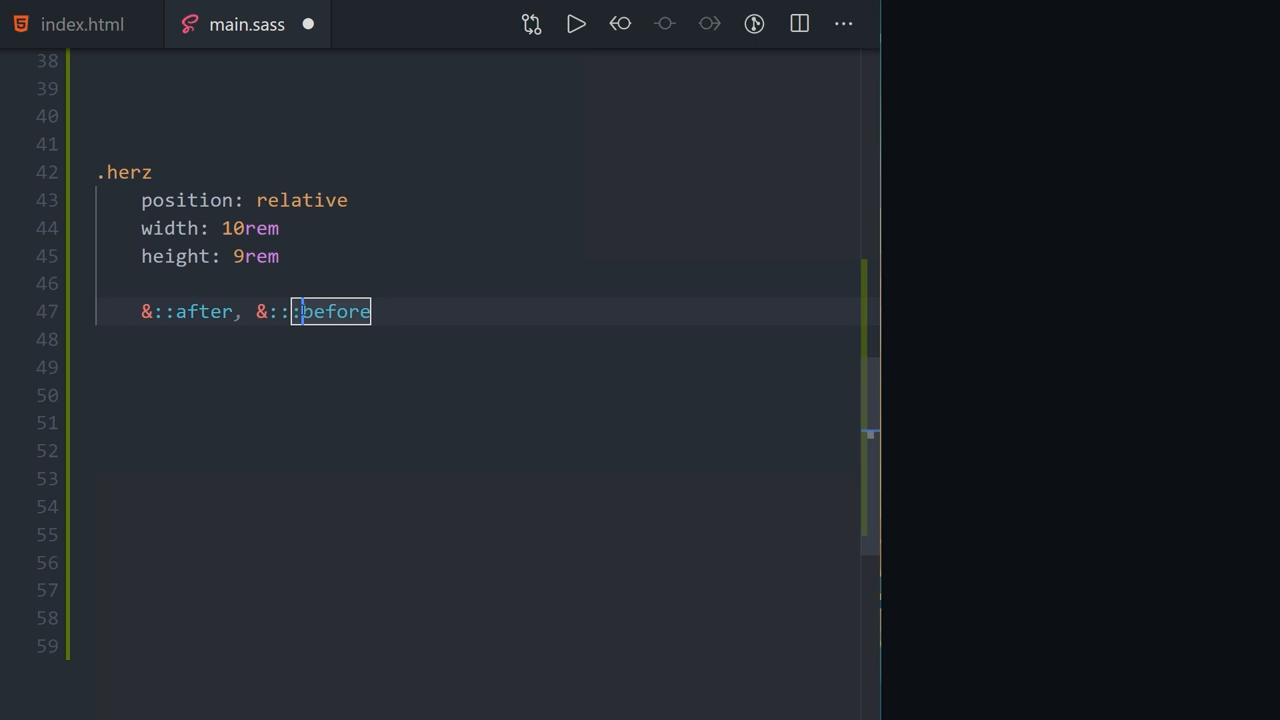 index.html main.sass
38
39
40
41
42 .herz
43 position: relative
44 width: 10rem
45 height: 9rem
46
47 &::after, &:::before
48
49
50
51
52
53
54
55
56
57
58
59